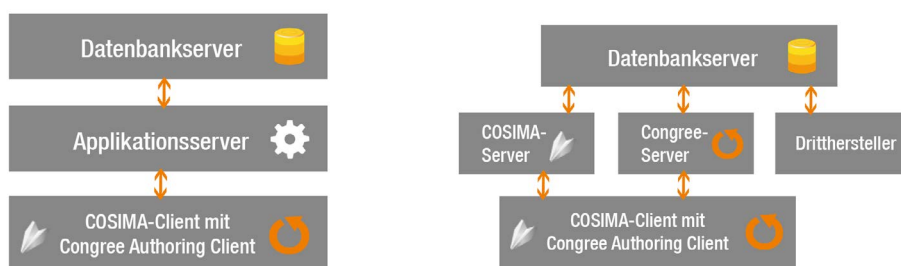 Datenbankserver
Applikationsserver
COSIMA-Client mit
Congree Authoring Client
Datenbankserver
COSIMA-
Server
Congree-
Server
Dritthersteller
COSIMA-Client mit
Congree Authoring Client